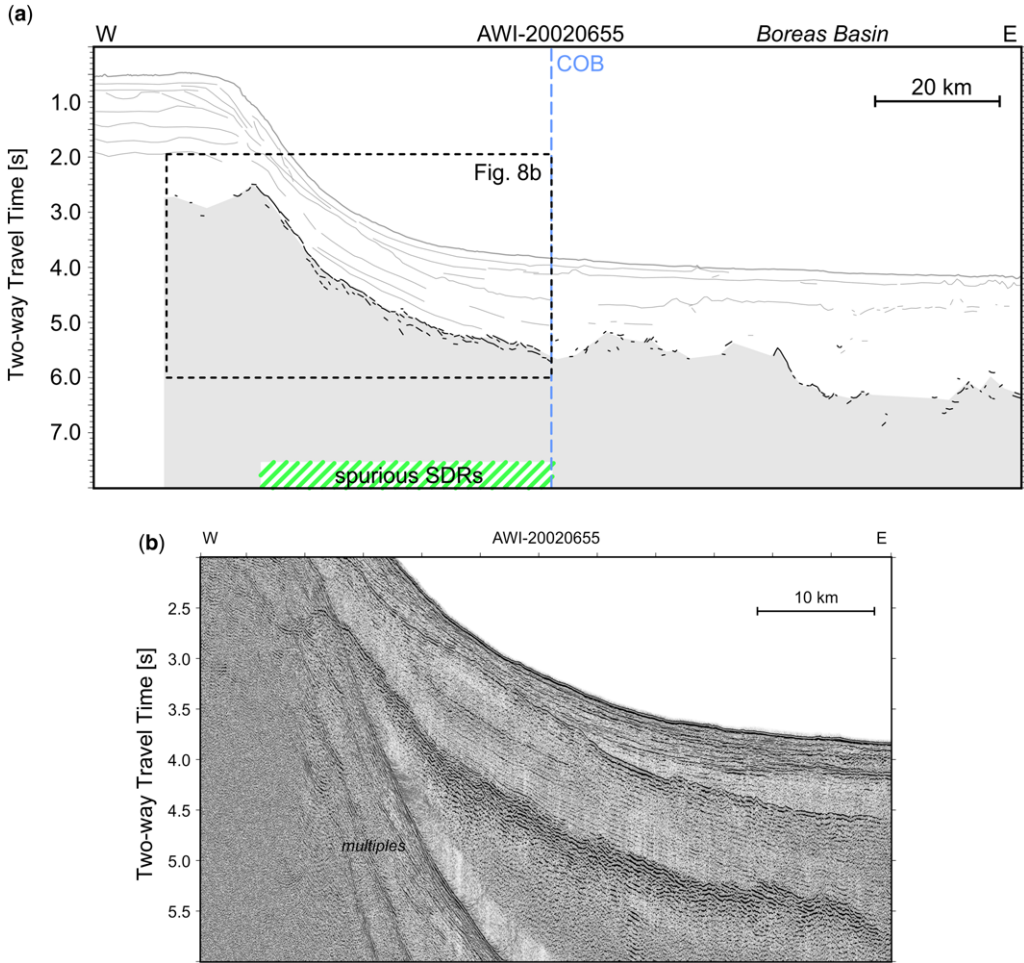 (a)
W AWI-20020655 Boreas Basin E
COB
20 km
1.0
2.0
Fig. 8b
3.0
4.0
5.0
6.0
7.0
Two-way Travel Time [s]
spurious SDRs
(b)
W AWI-20020655 E
10 km
2.5
3.0
3.5
4.0
4.5
5.0
5.5
Two-way Travel Time [s]
multiples